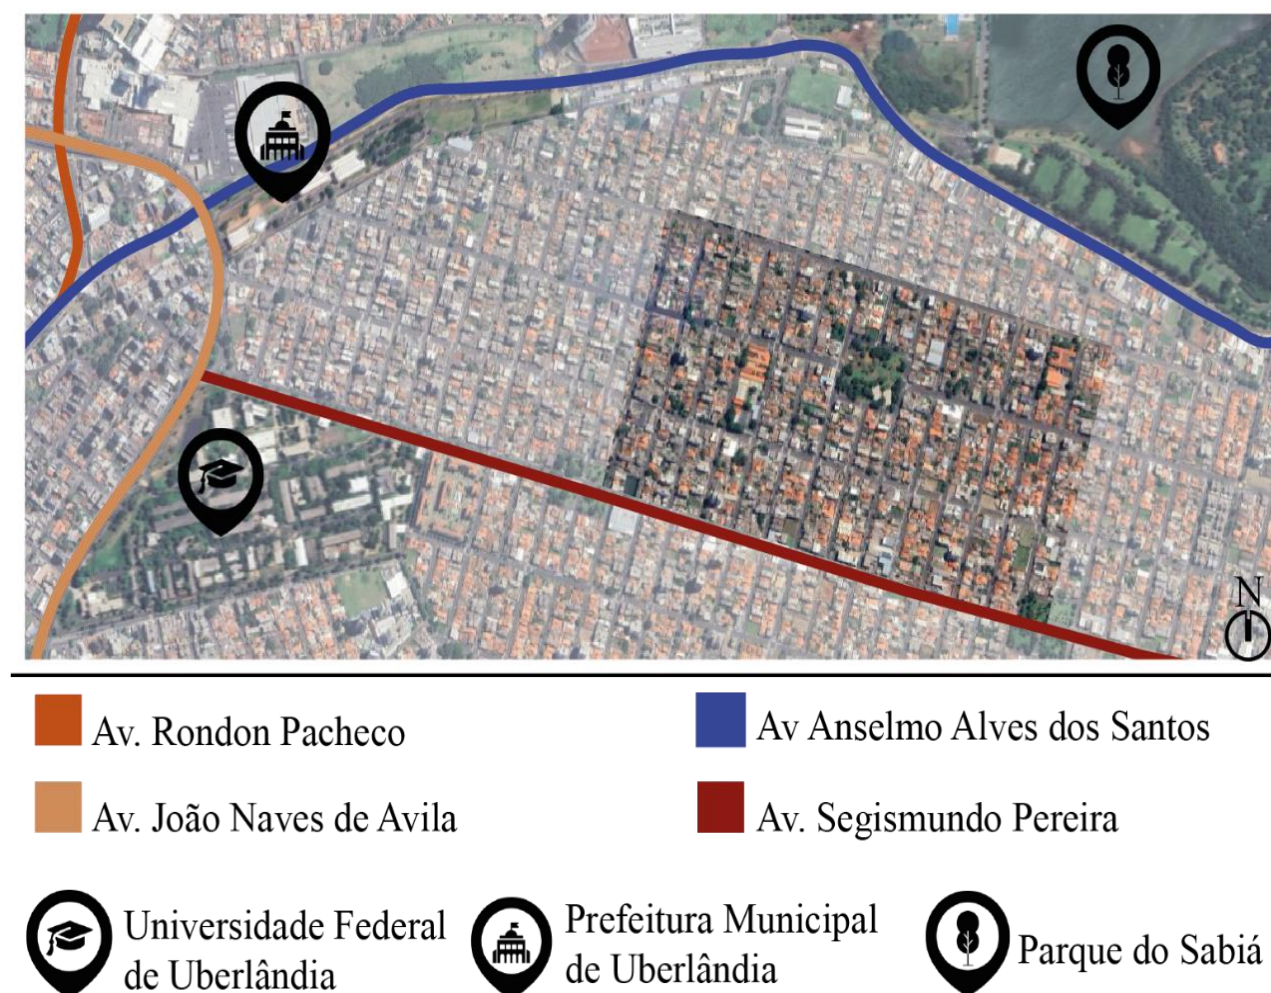 N
Av. Rondon Pacheco
Av Anselmo Alves dos Santos
Av. João Naves de Avila
Av. Segismundo Pereira
Universidade Federal
de Uberlândia
Prefeitura Municipal
de Uberlândia
Parque do Sabiá